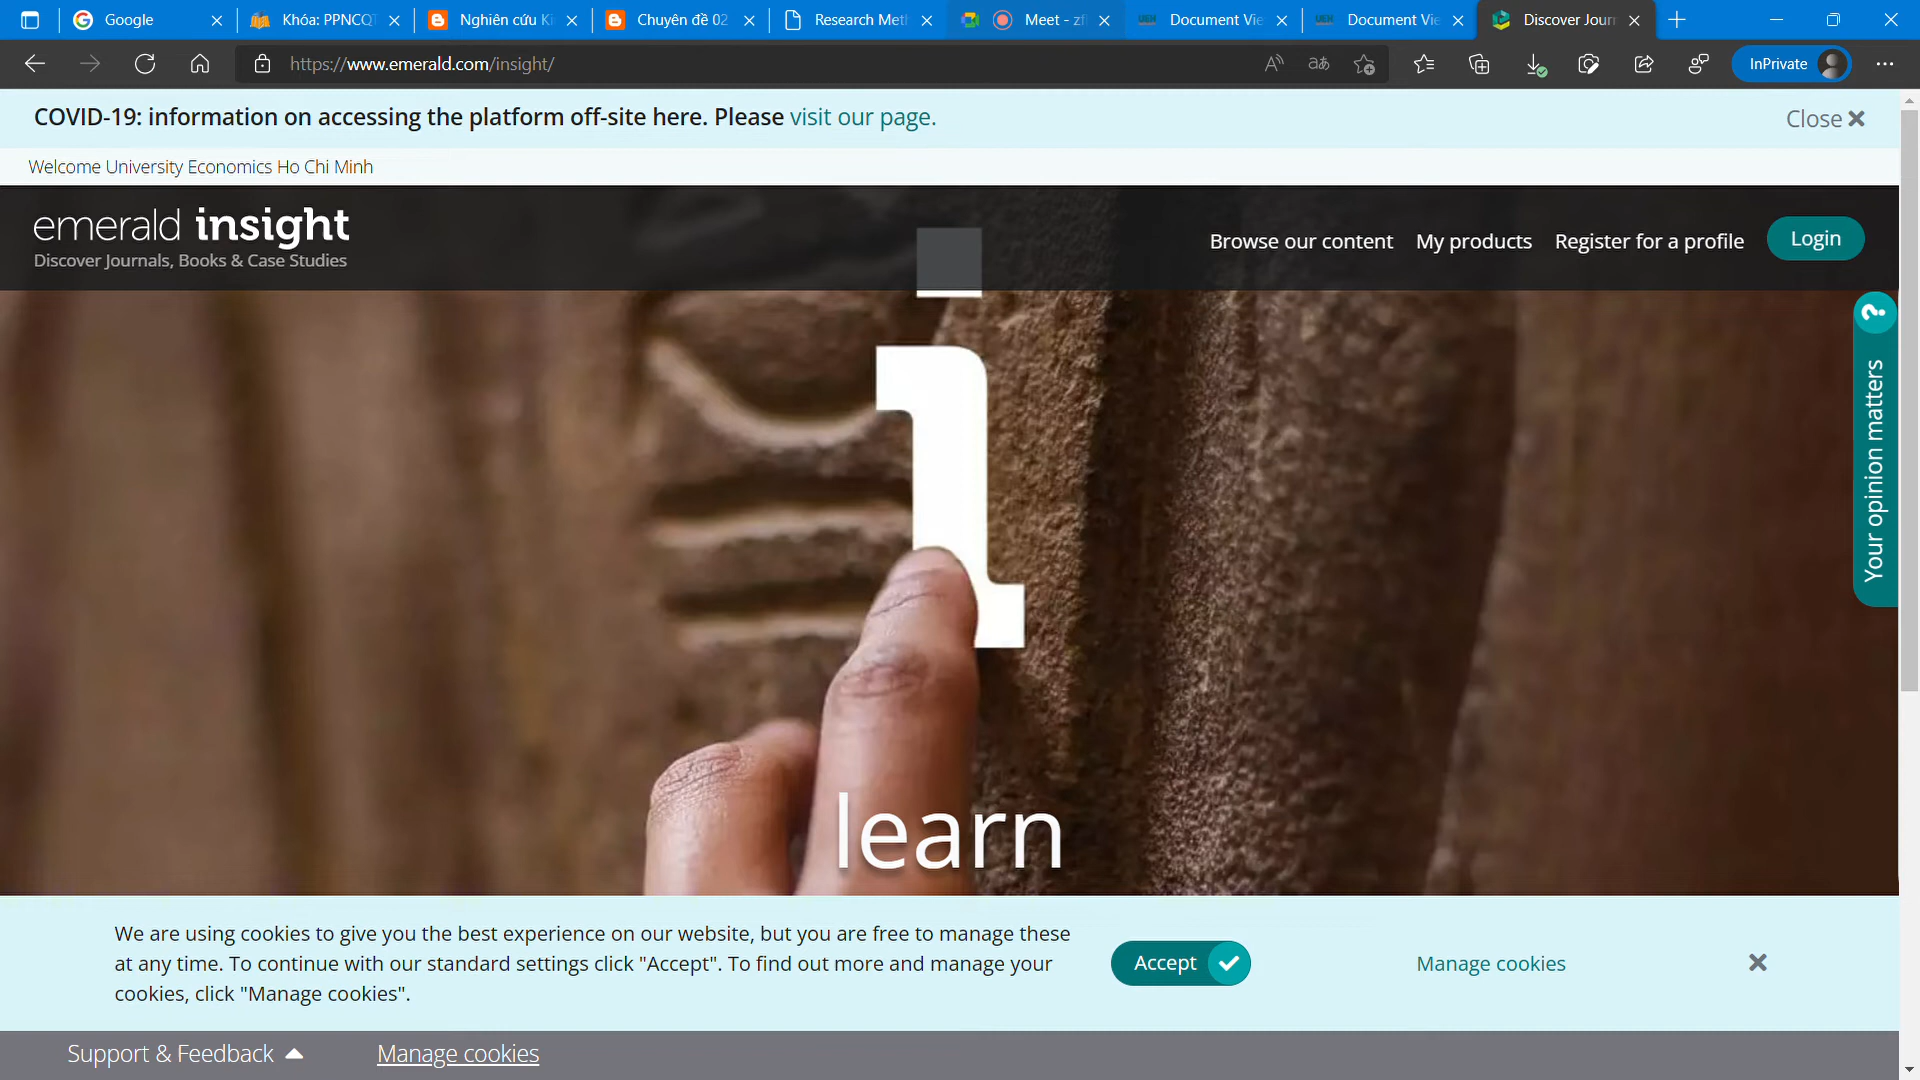 Google
Khóa: PPNCQT
Nghiên cứu Ki
Chuyên đề 02
Research Met
Meet - zf
Document Vie
Document Vie
Discover Jour
https://www.emerald.com/insight/
InPrivate
COVID-19: information on accessing the platform off-site here. Please visit our page.
Close
Welcome University Economics Ho Chi Minh
emerald insight
Discover Journals, Books & Case Studies
Browse our content
My products
Register for a profile
Login
i
Your opinion matters
learn
We are using cookies to give you the best experience on our website, but you are free to manage these
at any time. To continue with our standard settings click "Accept". To find out more and manage your
cookies, click "Manage cookies".
Accept
Manage cookies
Support & Feedback
Manage cookies